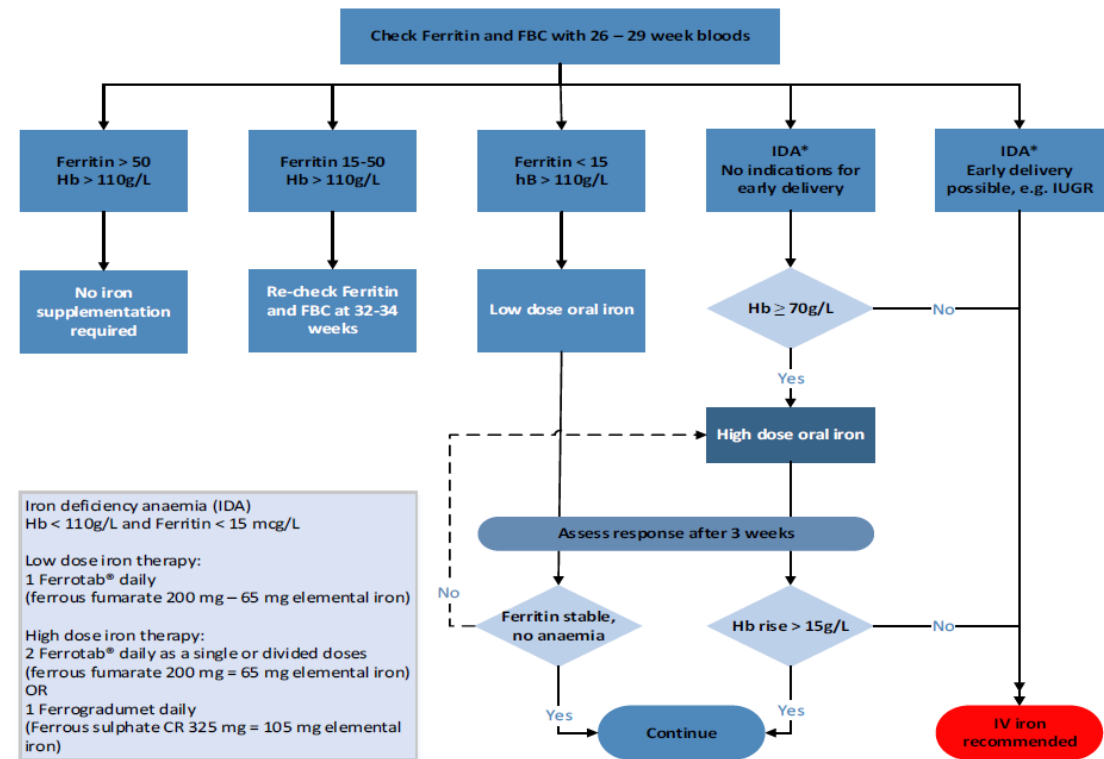 Check Ferritin and FBC with 26 – 29 week bloods
Ferritin > 50
Hb > 110g/L
Ferritin 15-50
Hb > 110g/L
Ferritin < 15
hB > 110g/L
IDA*
No indications for
early delivery
IDA*
Early delivery
possible, e.g. IUGR
No iron
supplementation
required
Re-check Ferritin
and FBC at 32-34
weeks
Low dose oral iron
Hb ≥ 70g/L
No
Yes
High dose oral iron
Iron deficiency anaemia (IDA)
Hb < 110g/L and Ferritin < 15 mcg/L
Low dose iron therapy:
1 Ferrotab® daily
(ferrous fumarate 200 mg – 65 mg elemental iron)
High dose iron therapy:
2 Ferrotab® daily as a single or divided doses
(ferrous fumarate 200 mg = 65 mg elemental iron)
OR
1 Ferrogradumet daily
(Ferrous sulphate CR 325 mg = 105 mg elemental
iron)
Assess response after 3 weeks
No
Ferritin stable,
no anaemia
Hb rise > 15g/L
No
Yes
Yes
Continue
IV iron
recommended